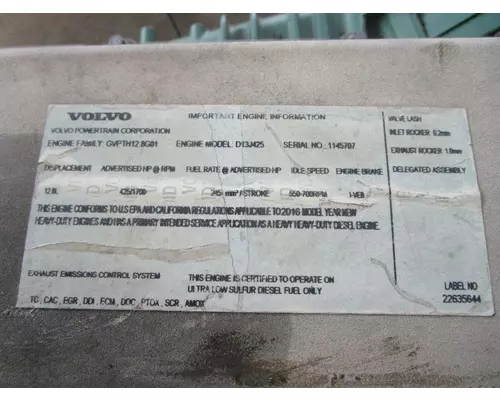 VOLVO
IMPORTANT ENGINE INFORMATION
VOLVO POWERTRAIN CORPORATION
ENGINE FAMILY: GVPTH12.8G01 ENGINE MODEL: D13J425 SERIAL NO: 1145707
DISPLACEMENT ADVERTISED HP @ RPM FUEL RATE @ ADVERTISED HP IDLE SPEED ENGINE BRAKE
12.8L 425/1700 245 mm³/STROKE 550-700RPM I-VEB
THIS ENGINE CONFORMS TO U.S EPA AND CALIFORNIA REGULATIONS APPLICABLE TO 2016 MODEL YEAR NEW
HEAVY-DUTY ENGINES AND HAS A PRIMARY INTENDED SERVICE APPLICATION AS A HEAVY HEAVY-DUTY DIESEL ENGINE.
EXHAUST EMISSIONS CONTROL SYSTEM
THIS ENGINE IS CERTIFIED TO OPERATE ON
ULTRA LOW SULFUR DIESEL FUEL ONLY
TC, CAC, EGR, DDI, ECM, DOC, PTOX, SCR, AMOX
VALVE LASH
INLET ROCKER 0.2mm
EXHAUST ROCKER 1.0mm
DELEGATED ASSEMBLY
LABEL NO
22635644